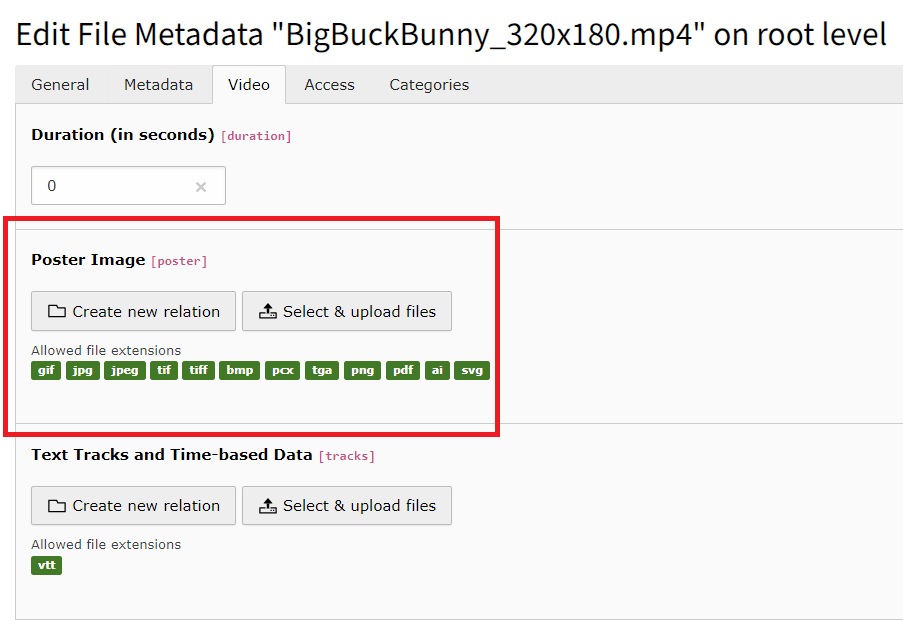 Edit File Metadata "BigBuckBunny_320x180.mp4" on root level
General Metadata Video Access Categories
Duration (in seconds) [duration]
0
Poster Image [poster]
Create new relation Select & upload files
Allowed file extensions
gif jpg jpeg tif tiff bmp pcx tga png pdf ai svg
Text Tracks and Time-based Data [tracks]
Create new relation Select & upload files
Allowed file extensions
vtt